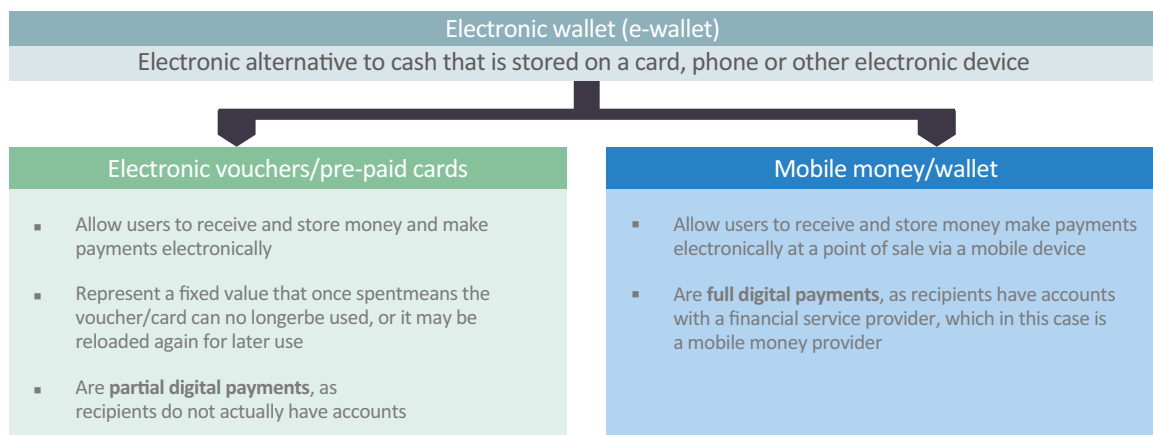 Electronic wallet (e-wallet)
Electronic alternative to cash that is stored on a card, phone or other electronic device
Electronic vouchers/pre-paid cards
▪ Allow users to receive and store money and make
payments electronically
▪ Represent a fixed value that once spentmeans the
voucher/card can no longerbe used, or it may be
reloaded again for later use
▪ Are partial digital payments, as
recipients do not actually have accounts
Mobile money/wallet
▪ Allow users to receive and store money make payments
electronically at a point of sale via a mobile device
▪ Are full digital payments, as recipients have accounts
with a financial service provider, which in this case is
a mobile money provider